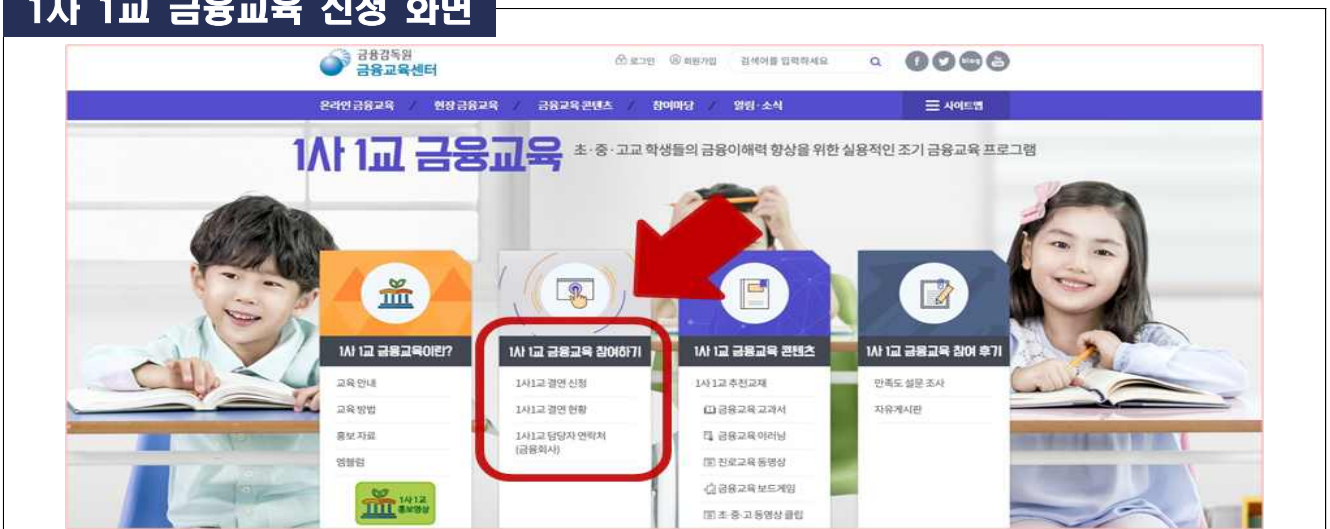 1사 1교 금융교육 신청 화면
금융감독원
금융교육센터
로그인 회원가입 검색어를 입력하세요
f blog
온라인 금융교육 / 현장 금융교육 / 금융교육 콘텐츠 / 참여마당 / 알림·소식 사이트맵
1사 1교 금융교육 초·중·고교 학생들의 금융이해력 향상을 위한 실용적인 조기 금융교육 프로그램
1사 1교 금융교육이란?
교육 안내
교육 방법
홍보 자료
엠블럼
1사 1교
홍보영상
1사 1교 금융교육 참여하기
1사1교 결연 신청
1사1교 결연 현황
1사1교 담당자 연락처
(금융회사)
1사 1교 금융교육 콘텐츠
1사 1교 추천교재
금융교육 교과서
금융교육 이러닝
진로교육 동영상
금융교육 보드게임
초·중·고 동영상 클립
1사 1교 금융교육 참여 후기
만족도 설문 조사
자유게시판